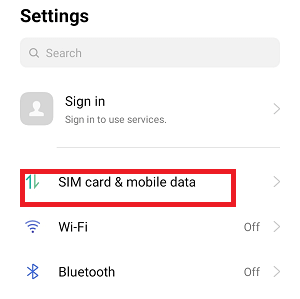 Settings
Search
Sign in
Sign in to use services.
SIM card & mobile data
Wi-Fi Off
Bluetooth Off